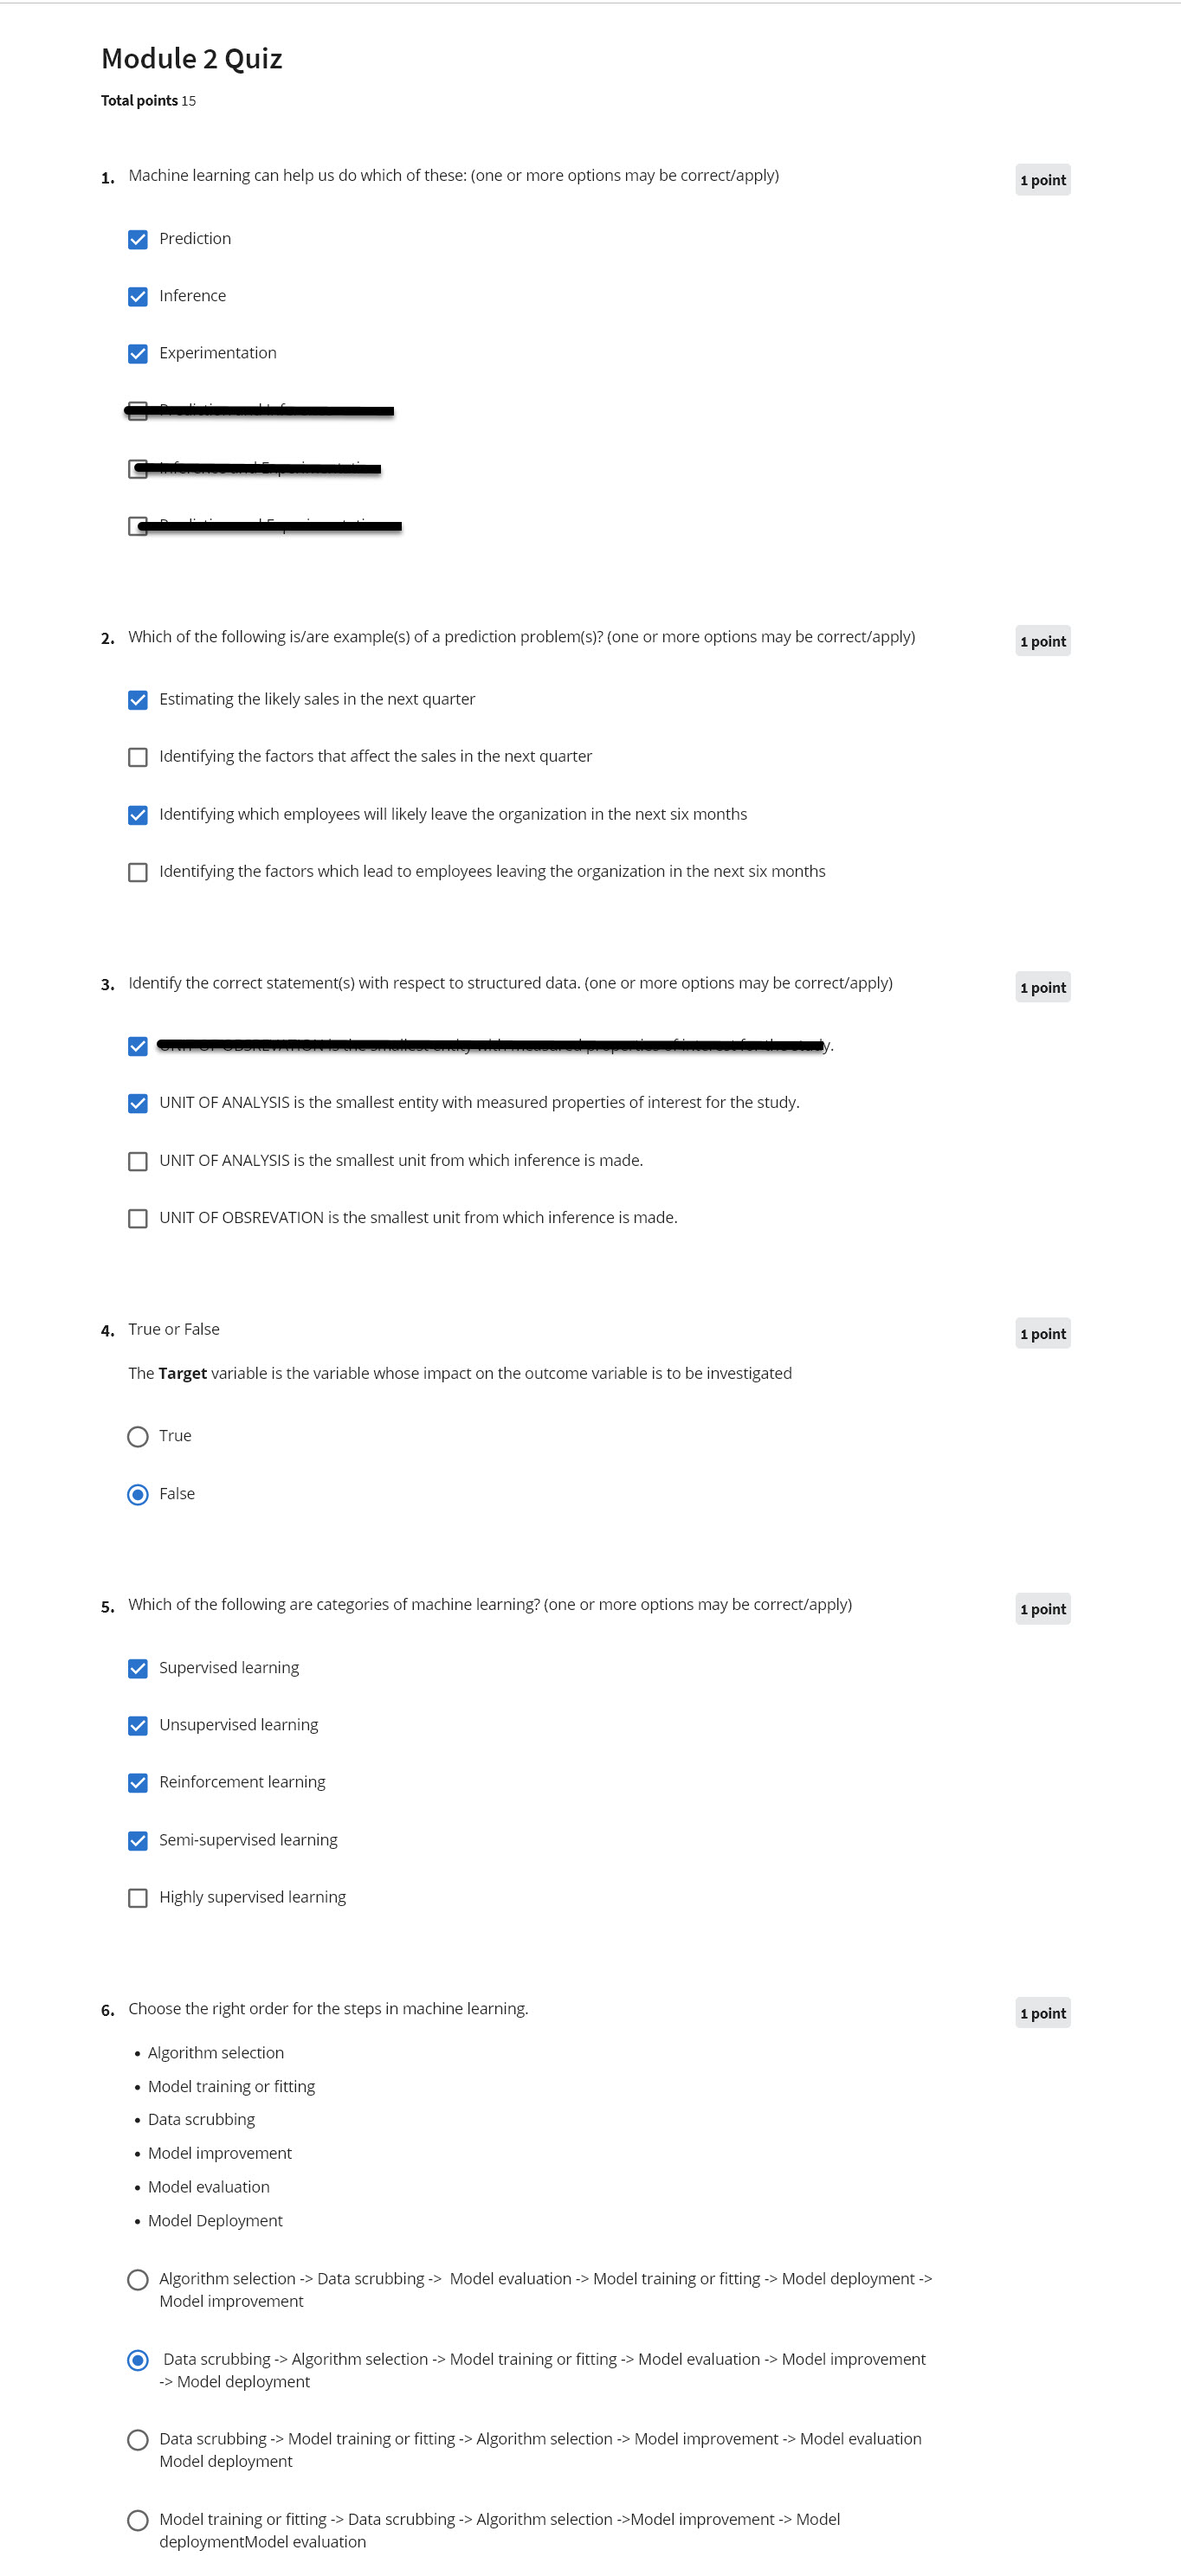 Module 2 Quiz
Total points 15
1. Machine learning can help us do which of these: (one or more options may be correct/apply)
1 point
Prediction
Inference
Experimentation
2. Which of the following is/are example(s) of a prediction problem(s)? (one or more options may be correct/apply)
1 point
Estimating the likely sales in the next quarter
Identifying the factors that affect the sales in the next quarter
Identifying which employees will likely leave the organization in the next six months
Identifying the factors which lead to employees leaving the organization in the next six months
3. Identify the correct statement(s) with respect to structured data. (one or more options may be correct/apply)
1 point
UNIT OF ANALYSIS is the smallest entity with measured properties of interest for the study.
UNIT OF ANALYSIS is the smallest unit from which inference is made.
UNIT OF OBSREVATION is the smallest unit from which inference is made.
4. True or False
1 point
The Target variable is the variable whose impact on the outcome variable is to be investigated
True
False
5. Which of the following are categories of machine learning? (one or more options may be correct/apply)
1 point
Supervised learning
Unsupervised learning
Reinforcement learning
Semi-supervised learning
Highly supervised learning
6. Choose the right order for the steps in machine learning.
1 point
• Algorithm selection
• Model training or fitting
• Data scrubbing
• Model improvement
• Model evaluation
• Model Deployment
Algorithm selection -> Data scrubbing -> Model evaluation -> Model training or fitting -> Model deployment ->
Model improvement
Data scrubbing -> Algorithm selection -> Model training or fitting -> Model evaluation -> Model improvement
-> Model deployment
Data scrubbing -> Model training or fitting -> Algorithm selection -> Model improvement -> Model evaluation
Model deployment
Model training or fitting -> Data scrubbing -> Algorithm selection ->Model improvement -> Model
deploymentModel evaluation